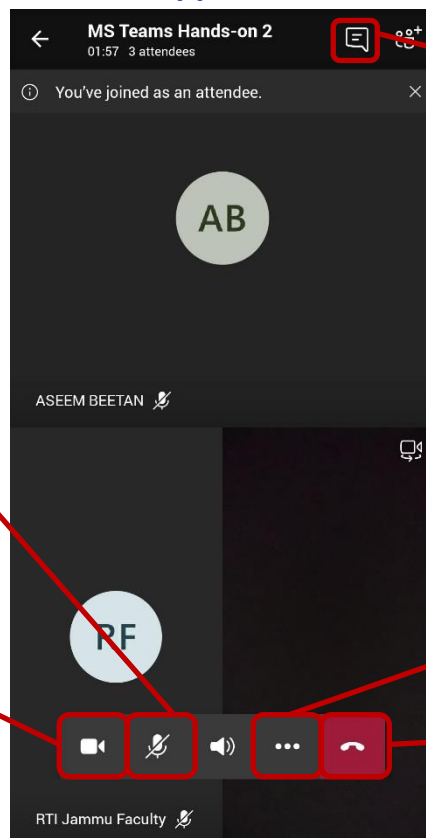 MS Teams Hands-on 2
01:57 3 attendees
You've joined as an attendee.
AB
ASEEM BEETAN
RF
RTI Jammu Faculty